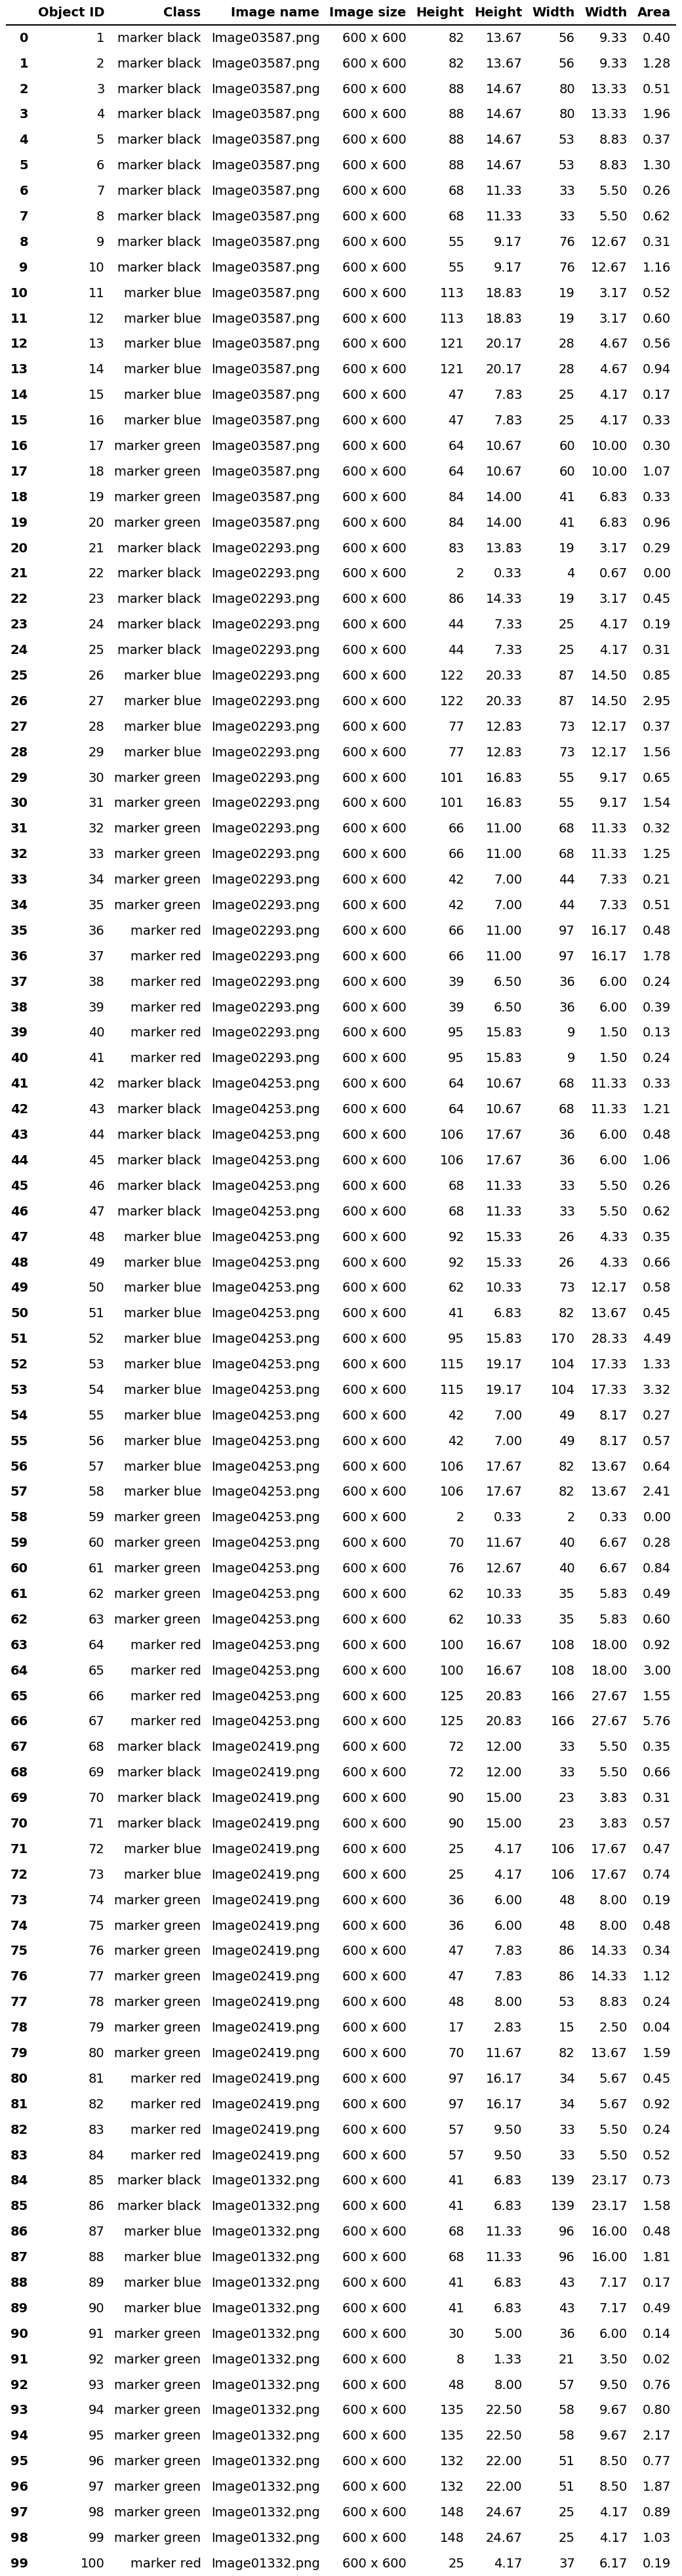 Object ID Class Image name Image size Height Height Width Width Area
0 1 marker black Image03587.png 600 x 600 82 13.67 56 9.33 0.40
1 2 marker black Image03587.png 600 x 600 82 13.67 56 9.33 1.28
2 3 marker black Image03587.png 600 x 600 88 14.67 80 13.33 0.51
3 4 marker black Image03587.png 600 x 600 88 14.67 80 13.33 1.96
4 5 marker black Image03587.png 600 x 600 88 14.67 53 8.83 0.37
5 6 marker black Image03587.png 600 x 600 88 14.67 53 8.83 1.30
6 7 marker black Image03587.png 600 x 600 68 11.33 33 5.50 0.26
7 8 marker black Image03587.png 600 x 600 68 11.33 33 5.50 0.62
8 9 marker black Image03587.png 600 x 600 55 9.17 76 12.67 0.31
9 10 marker black Image03587.png 600 x 600 55 9.17 76 12.67 1.16
10 11 marker blue Image03587.png 600 x 600 113 18.83 19 3.17 0.52
11 12 marker blue Image03587.png 600 x 600 113 18.83 19 3.17 0.60
12 13 marker blue Image03587.png 600 x 600 121 20.17 28 4.67 0.56
13 14 marker blue Image03587.png 600 x 600 121 20.17 28 4.67 0.94
14 15 marker blue Image03587.png 600 x 600 47 7.83 25 4.17 0.17
15 16 marker blue Image03587.png 600 x 600 47 7.83 25 4.17 0.33
16 17 marker green Image03587.png 600 x 600 64 10.67 60 10.00 0.30
17 18 marker green Image03587.png 600 x 600 64 10.67 60 10.00 1.07
18 19 marker green Image03587.png 600 x 600 84 14.00 41 6.83 0.33
19 20 marker green Image03587.png 600 x 600 84 14.00 41 6.83 0.96
20 21 marker black Image02293.png 600 x 600 83 13.83 19 3.17 0.29
21 22 marker black Image02293.png 600 x 600 2 0.33 4 0.67 0.00
22 23 marker black Image02293.png 600 x 600 86 14.33 19 3.17 0.45
23 24 marker black Image02293.png 600 x 600 44 7.33 25 4.17 0.19
24 25 marker black Image02293.png 600 x 600 44 7.33 25 4.17 0.31
25 26 marker blue Image02293.png 600 x 600 122 20.33 87 14.50 0.85
26 27 marker blue Image02293.png 600 x 600 122 20.33 87 14.50 2.95
27 28 marker blue Image02293.png 600 x 600 77 12.83 73 12.17 0.37
28 29 marker blue Image02293.png 600 x 600 77 12.83 73 12.17 1.56
29 30 marker green Image02293.png 600 x 600 101 16.83 55 9.17 0.65
30 31 marker green Image02293.png 600 x 600 101 16.83 55 9.17 1.54
31 32 marker green Image02293.png 600 x 600 66 11.00 68 11.33 0.32
32 33 marker green Image02293.png 600 x 600 66 11.00 68 11.33 1.25
33 34 marker green Image02293.png 600 x 600 42 7.00 44 7.33 0.21
34 35 marker green Image02293.png 600 x 600 42 7.00 44 7.33 0.51
35 36 marker red Image02293.png 600 x 600 66 11.00 97 16.17 0.48
36 37 marker red Image02293.png 600 x 600 66 11.00 97 16.17 1.78
37 38 marker red Image02293.png 600 x 600 39 6.50 36 6.00 0.24
38 39 marker red Image02293.png 600 x 600 39 6.50 36 6.00 0.39
39 40 marker red Image02293.png 600 x 600 95 15.83 9 1.50 0.13
40 41 marker red Image02293.png 600 x 600 95 15.83 9 1.50 0.24
41 42 marker black Image04253.png 600 x 600 64 10.67 68 11.33 0.33
42 43 marker black Image04253.png 600 x 600 64 10.67 68 11.33 1.21
43 44 marker black Image04253.png 600 x 600 106 17.67 36 6.00 0.48
44 45 marker black Image04253.png 600 x 600 106 17.67 36 6.00 1.06
45 46 marker black Image04253.png 600 x 600 68 11.33 33 5.50 0.26
46 47 marker black Image04253.png 600 x 600 68 11.33 33 5.50 0.62
47 48 marker blue Image04253.png 600 x 600 92 15.33 26 4.33 0.35
48 49 marker blue Image04253.png 600 x 600 92 15.33 26 4.33 0.66
49 50 marker blue Image04253.png 600 x 600 62 10.33 73 12.17 0.58
50 51 marker blue Image04253.png 600 x 600 41 6.83 82 13.67 0.45
51 52 marker blue Image04253.png 600 x 600 95 15.83 170 28.33 4.49
52 53 marker blue Image04253.png 600 x 600 115 19.17 104 17.33 1.33
53 54 marker blue Image04253.png 600 x 600 115 19.17 104 17.33 3.32
54 55 marker blue Image04253.png 600 x 600 42 7.00 49 8.17 0.27
55 56 marker blue Image04253.png 600 x 600 42 7.00 49 8.17 0.57
56 57 marker blue Image04253.png 600 x 600 106 17.67 82 13.67 0.64
57 58 marker blue Image04253.png 600 x 600 106 17.67 82 13.67 2.41
58 59 marker green Image04253.png 600 x 600 2 0.33 2 0.33 0.00
59 60 marker green Image04253.png 600 x 600 70 11.67 40 6.67 0.28
60 61 marker green Image04253.png 600 x 600 76 12.67 40 6.67 0.84
61 62 marker green Image04253.png 600 x 600 62 10.33 35 5.83 0.49
62 63 marker green Image04253.png 600 x 600 62 10.33 35 5.83 0.60
63 64 marker red Image04253.png 600 x 600 100 16.67 108 18.00 0.92
64 65 marker red Image04253.png 600 x 600 100 16.67 108 18.00 3.00
65 66 marker red Image04253.png 600 x 600 125 20.83 166 27.67 1.55
66 67 marker red Image04253.png 600 x 600 125 20.83 166 27.67 5.76
67 68 marker black Image02419.png 600 x 600 72 12.00 33 5.50 0.35
68 69 marker black Image02419.png 600 x 600 72 12.00 33 5.50 0.66
69 70 marker black Image02419.png 600 x 600 90 15.00 23 3.83 0.31
70 71 marker black Image02419.png 600 x 600 90 15.00 23 3.83 0.57
71 72 marker blue Image02419.png 600 x 600 25 4.17 106 17.67 0.47
72 73 marker blue Image02419.png 600 x 600 25 4.17 106 17.67 0.74
73 74 marker green Image02419.png 600 x 600 36 6.00 48 8.00 0.19
74 75 marker green Image02419.png 600 x 600 36 6.00 48 8.00 0.48
75 76 marker green Image02419.png 600 x 600 47 7.83 86 14.33 0.34
76 77 marker green Image02419.png 600 x 600 47 7.83 86 14.33 1.12
77 78 marker green Image02419.png 600 x 600 48 8.00 53 8.83 0.24
78 79 marker green Image02419.png 600 x 600 17 2.83 15 2.50 0.04
79 80 marker green Image02419.png 600 x 600 70 11.67 82 13.67 1.59
80 81 marker red Image02419.png 600 x 600 97 16.17 34 5.67 0.45
81 82 marker red Image02419.png 600 x 600 97 16.17 34 5.67 0.92
82 83 marker red Image02419.png 600 x 600 57 9.50 33 5.50 0.24
83 84 marker red Image02419.png 600 x 600 57 9.50 33 5.50 0.52
84 85 marker black Image01332.png 600 x 600 41 6.83 139 23.17 0.73
85 86 marker black Image01332.png 600 x 600 41 6.83 139 23.17 1.58
86 87 marker blue Image01332.png 600 x 600 68 11.33 96 16.00 0.48
87 88 marker blue Image01332.png 600 x 600 68 11.33 96 16.00 1.81
88 89 marker blue Image01332.png 600 x 600 41 6.83 43 7.17 0.17
89 90 marker blue Image01332.png 600 x 600 41 6.83 43 7.17 0.49
90 91 marker green Image01332.png 600 x 600 30 5.00 36 6.00 0.14
91 92 marker green Image01332.png 600 x 600 8 1.33 21 3.50 0.02
92 93 marker green Image01332.png 600 x 600 48 8.00 57 9.50 0.76
93 94 marker green Image01332.png 600 x 600 135 22.50 58 9.67 0.80
94 95 marker green Image01332.png 600 x 600 135 22.50 58 9.67 2.17
95 96 marker green Image01332.png 600 x 600 132 22.00 51 8.50 0.77
96 97 marker green Image01332.png 600 x 600 132 22.00 51 8.50 1.87
97 98 marker green Image01332.png 600 x 600 148 24.67 25 4.17 0.89
98 99 marker green Image01332.png 600 x 600 148 24.67 25 4.17 1.03
99 100 marker red Image01332.png 600 x 600 25 4.17 37 6.17 0.19